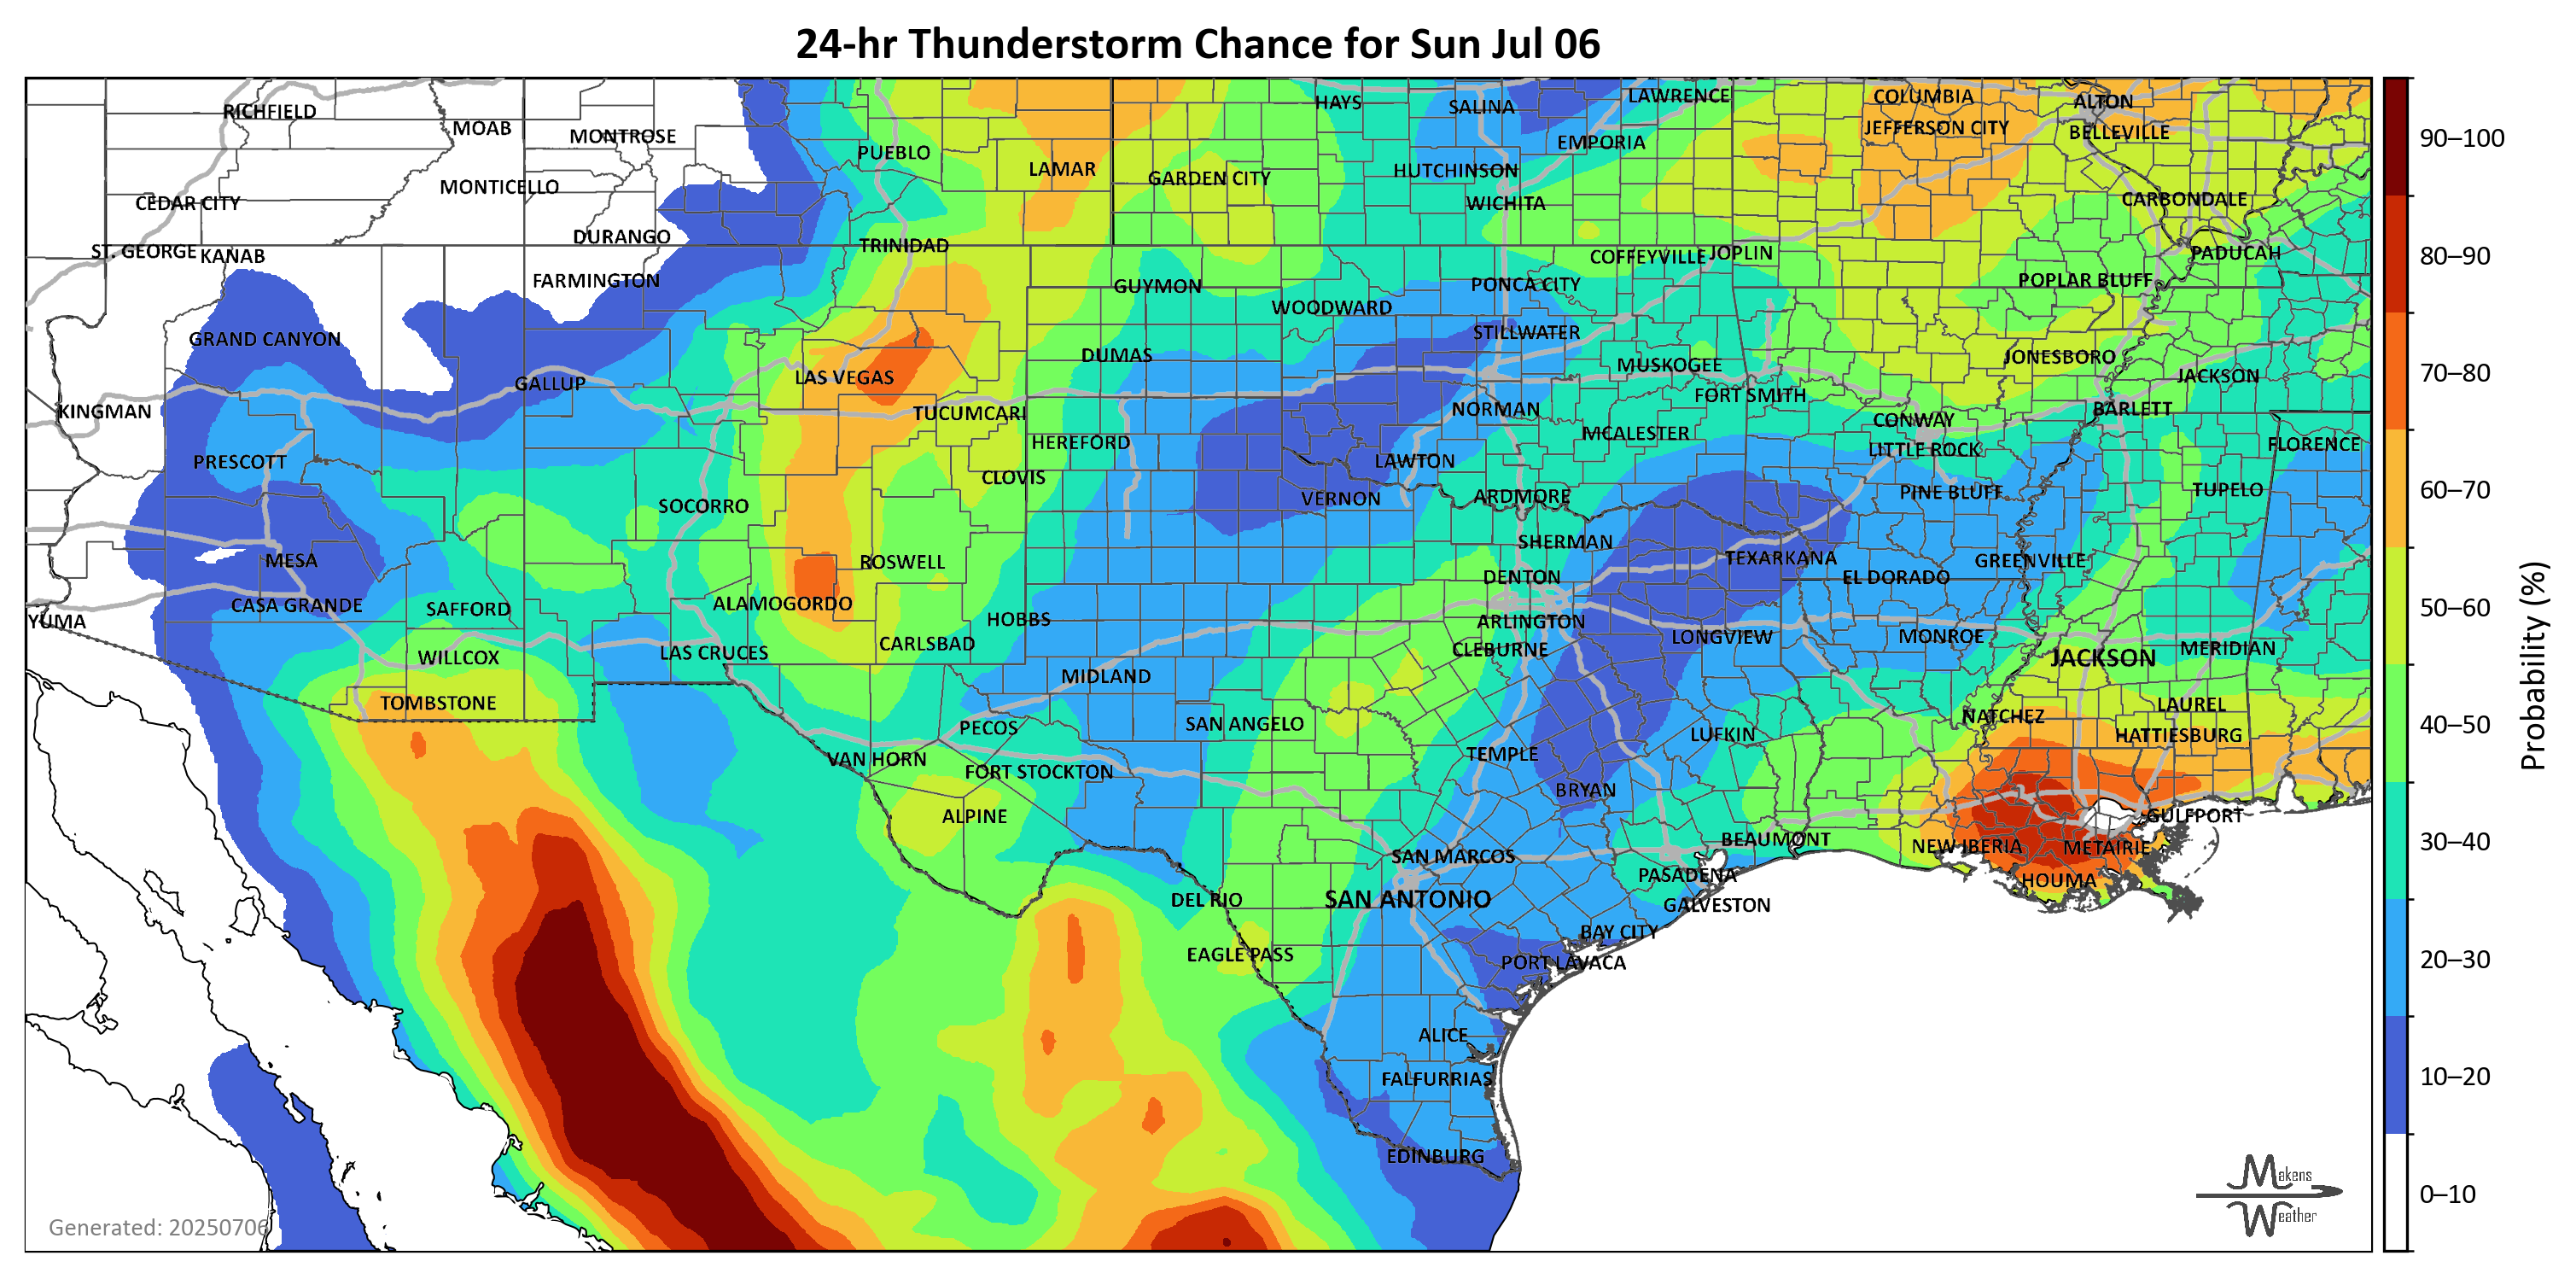 24-hr Thunderstorm Chance for Sun Jul 06
RICHFIELD
MOAB
MONTROSE
PUEBLO
LAMAR
GARDEN CITY
HAYS
SALINA
LAWRENCE
EMPORIA
HUTCHINSON
WICHITA
COLUMBIA
JEFFERSON CITY
ALTON
BELLEVILLE
CARBONDALE
PADUCAH
MONTICELLO
CEDAR CITY
ST. GEORGE
KANAB
DURANGO
FARMINGTON
TRINIDAD
GUYMON
WOODWARD
PONCA CITY
COFFEYVILLE
JOPLIN
POPLAR BLUFF
GRAND CANYON
GALLUP
LAS VEGAS
DUMAS
STILLWATER
MUSKOGEE
JONESBORO
JACKSON
KINGMAN
TUCUMCARI
NORMAN
FORT SMITH
BARLETT
CONWAY
PRESCOTT
HEREFORD
MCALESTER
LITTLE ROCK
FLORENCE
CLOVIS
LAWTON
SOCORRO
VERNON
ARDMORE
PINE BLUFF
TUPELO
MESA
ROSWELL
SHERMAN
TEXARKANA
GREENVILLE
CASA GRANDE
SAFFORD
ALAMOGORDO
DENTON
EL DORADO
YUMA
HOBBS
ARLINGTON
WILLCOX
LAS CRUCES
CARLSBAD
CLEBURNE
LONGVIEW
MONROE
JACKSON
MERIDIAN
TOMBSTONE
MIDLAND
PECOS
SAN ANGELO
NATCHEZ
LAUREL
HATTIESBURG
VAN HORN
FORT STOCKTON
TEMPLE
LUFKIN
ALPINE
BRYAN
GULFPORT
BEAUMONT
NEW IBERIA
METAIRIE
SAN MARCOS
PASADENA
HOUMA
DEL RIO
SAN ANTONIO
GALVESTON
BAY CITY
EAGLE PASS
PORT LAVACA
ALICE
FALFURRIAS
EDINBURG
Generated: 20250706
Makens
Weather
90–100
80–90
70–80
60–70
50–60
40–50
30–40
20–30
10–20
0–10
Probability (%)